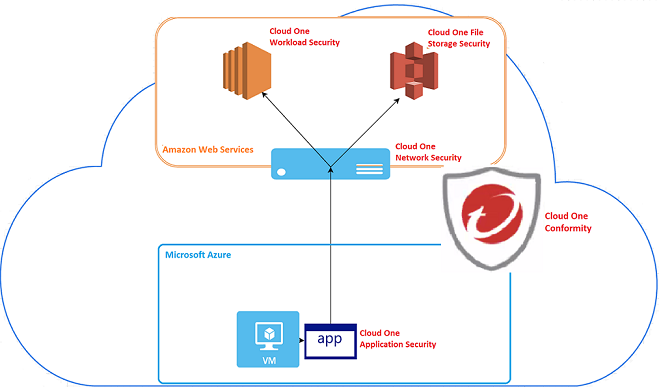 Cloud One
Workload Security
Cloud One File
Storage Security
Amazon Web Services
Cloud One
Network Security
Cloud One
Conformity
Microsoft Azure
VM
app
Cloud One
Application Security